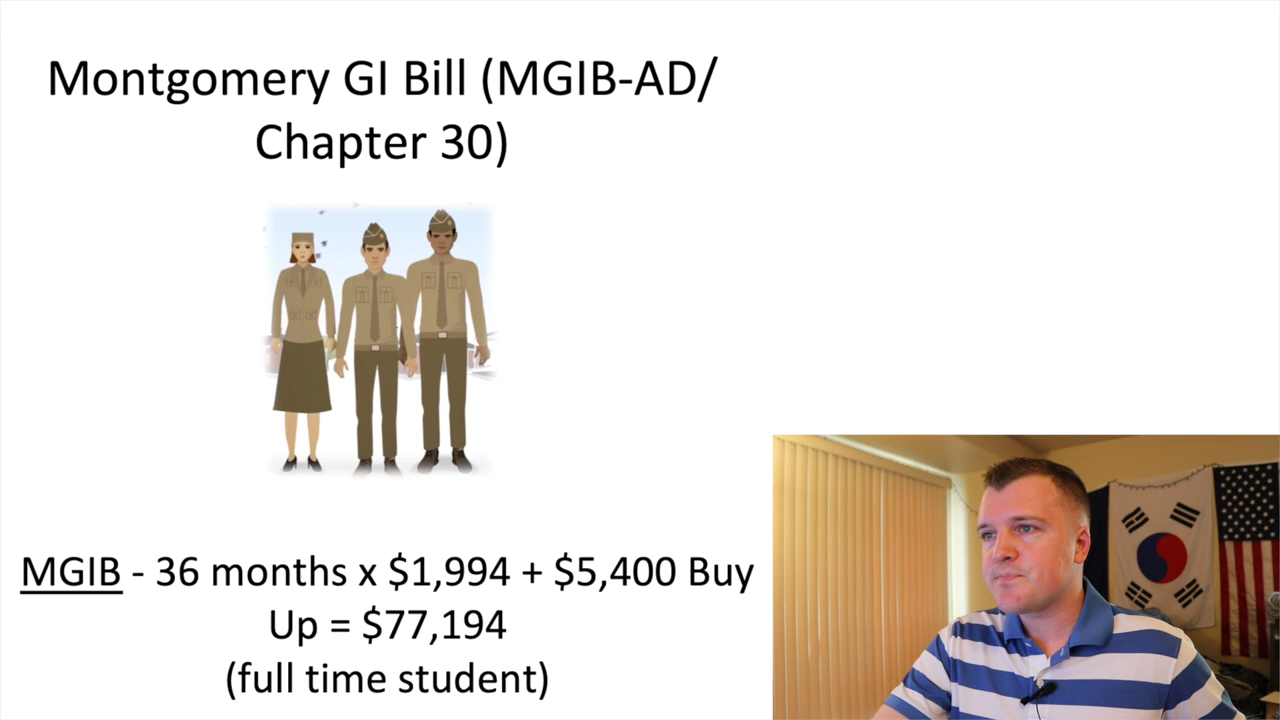 Montgomery GI Bill (MGIB-AD/
Chapter 30)
MGIB - 36 months x $1,994 + $5,400 Buy
Up = $77,194
(full time student)